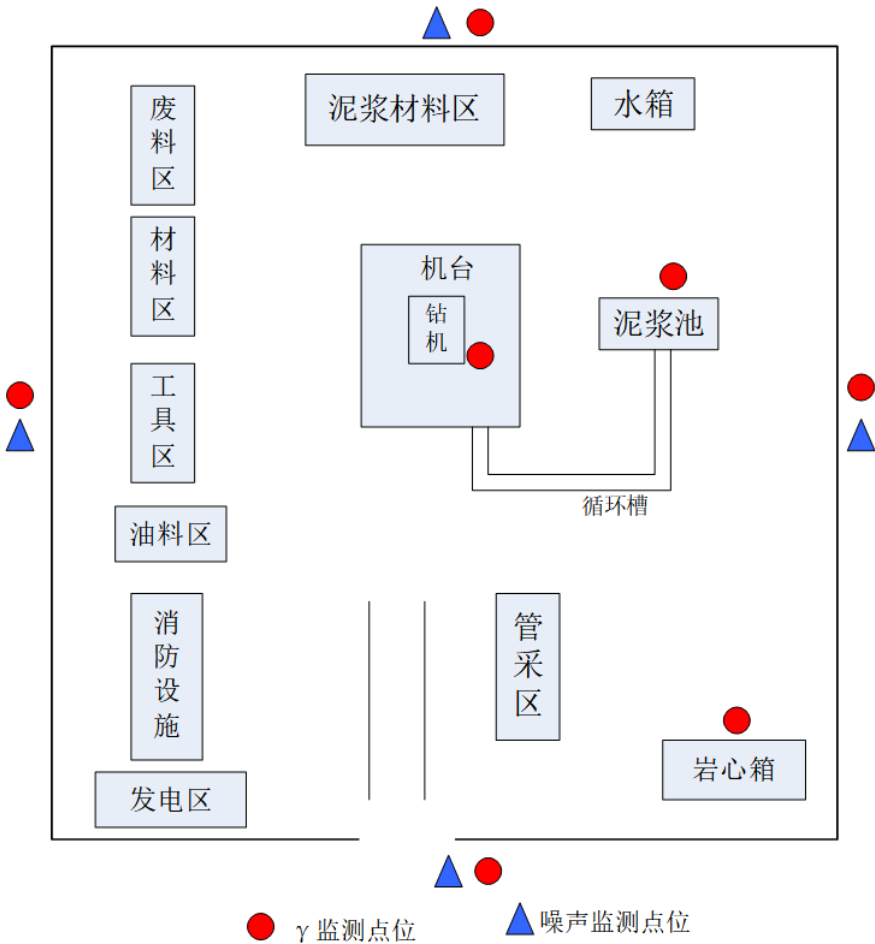 泥浆材料区
水箱
废料区
材料区
机台
钻机
泥浆池
工具区
循环槽
油料区
消防设施
管采区
岩心箱
发电区
γ监测点位
噪声监测点位